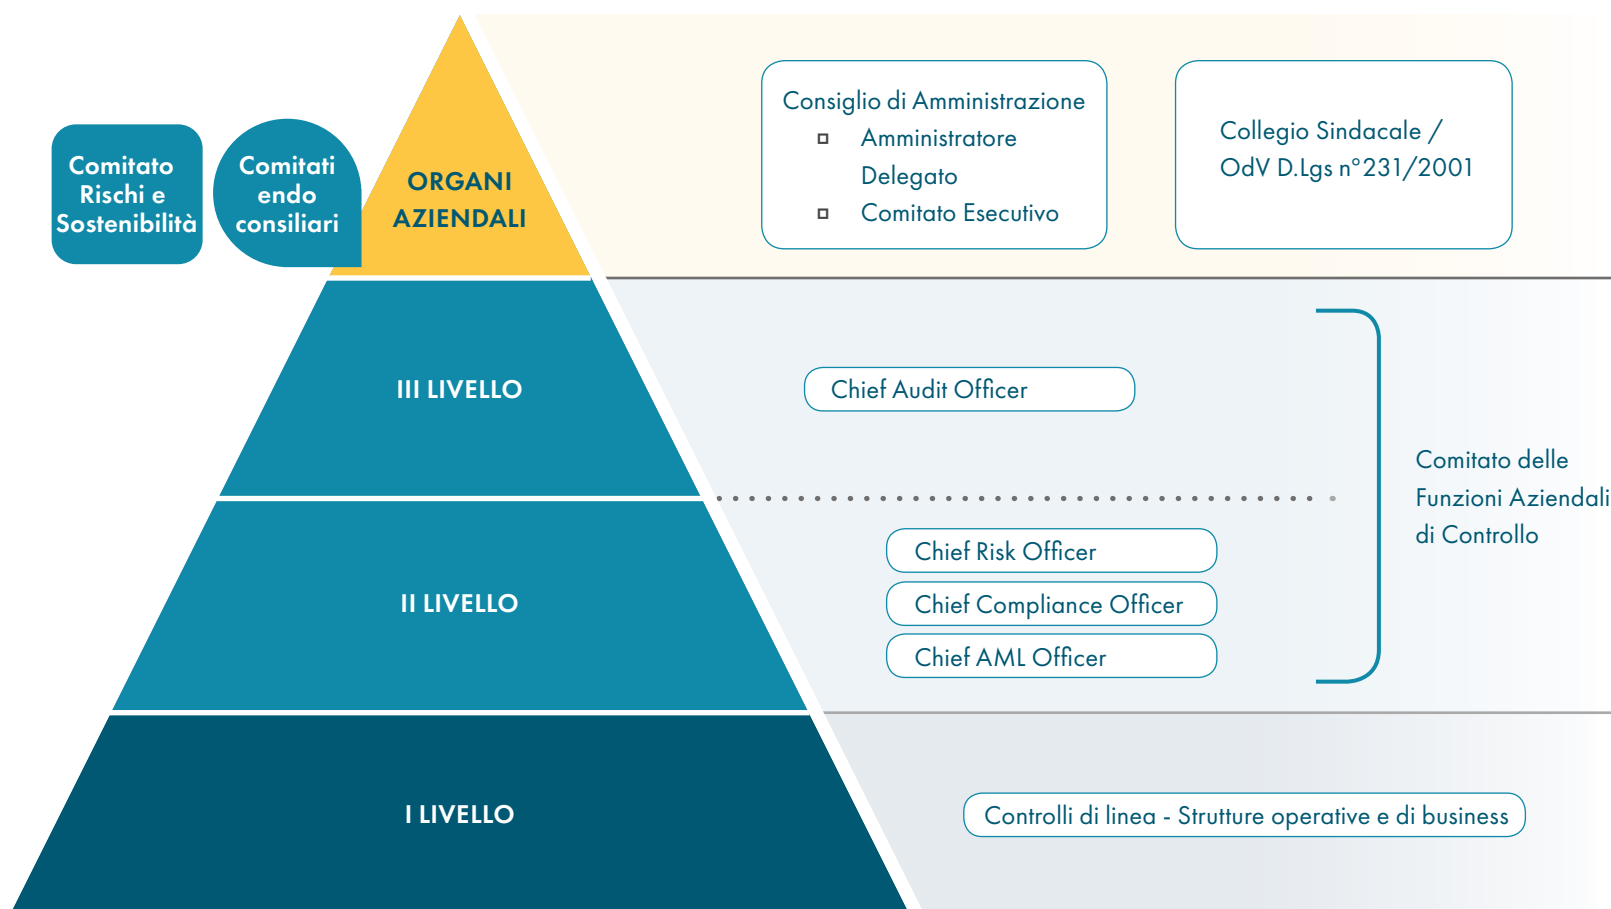 Comitato
Rischi e
Sostenibilità
Comitati
endo
consiliari
ORGANI
AZIENDALI
Consiglio di Amministrazione
Amministratore
Delegato
Comitato Esecutivo
Collegio Sindacale /
OdV D.Lgs n°231/2001
III LIVELLO
Chief Audit Officer
Comitato delle
Funzioni Aziendali
di Controllo
II LIVELLO
Chief Risk Officer
Chief Compliance Officer
Chief AML Officer
I LIVELLO
Controlli di linea - Strutture operative e di business